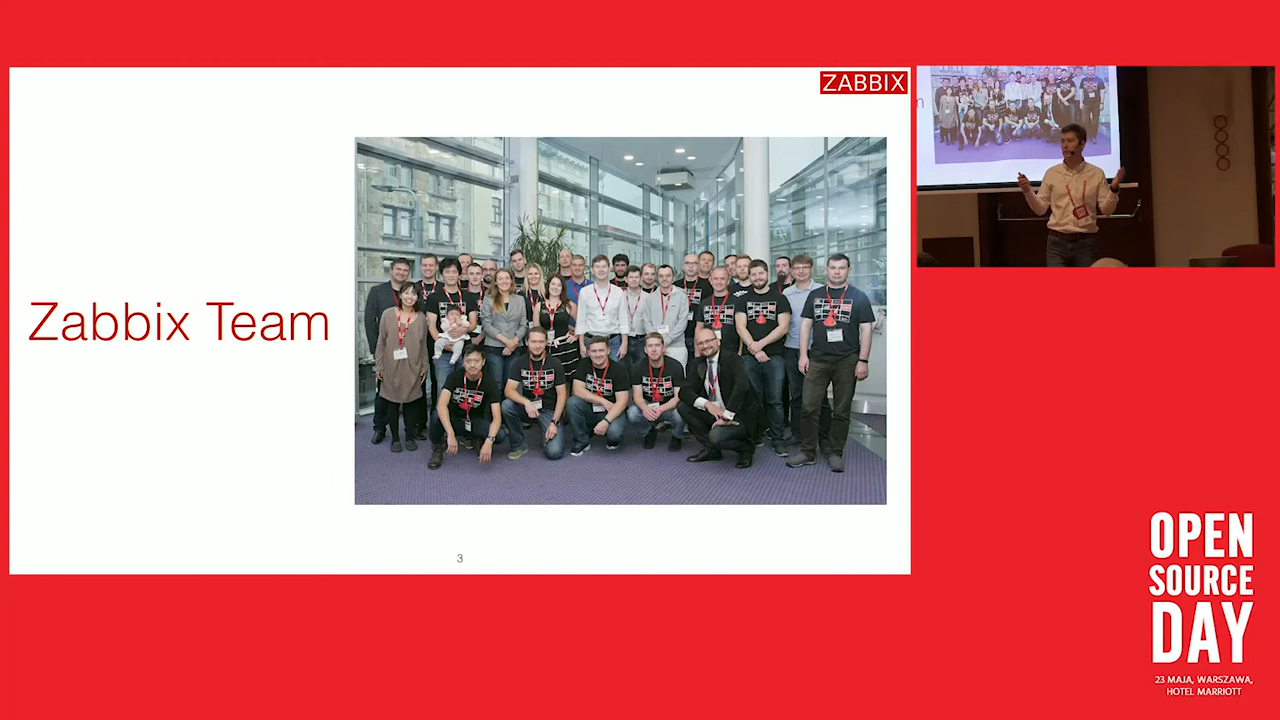 ZABBIX
Zabbix Team
3
OPEN
SOURCE
DAY
23 MAJA, WARSZAWA,
HOTEL MARRIOTT